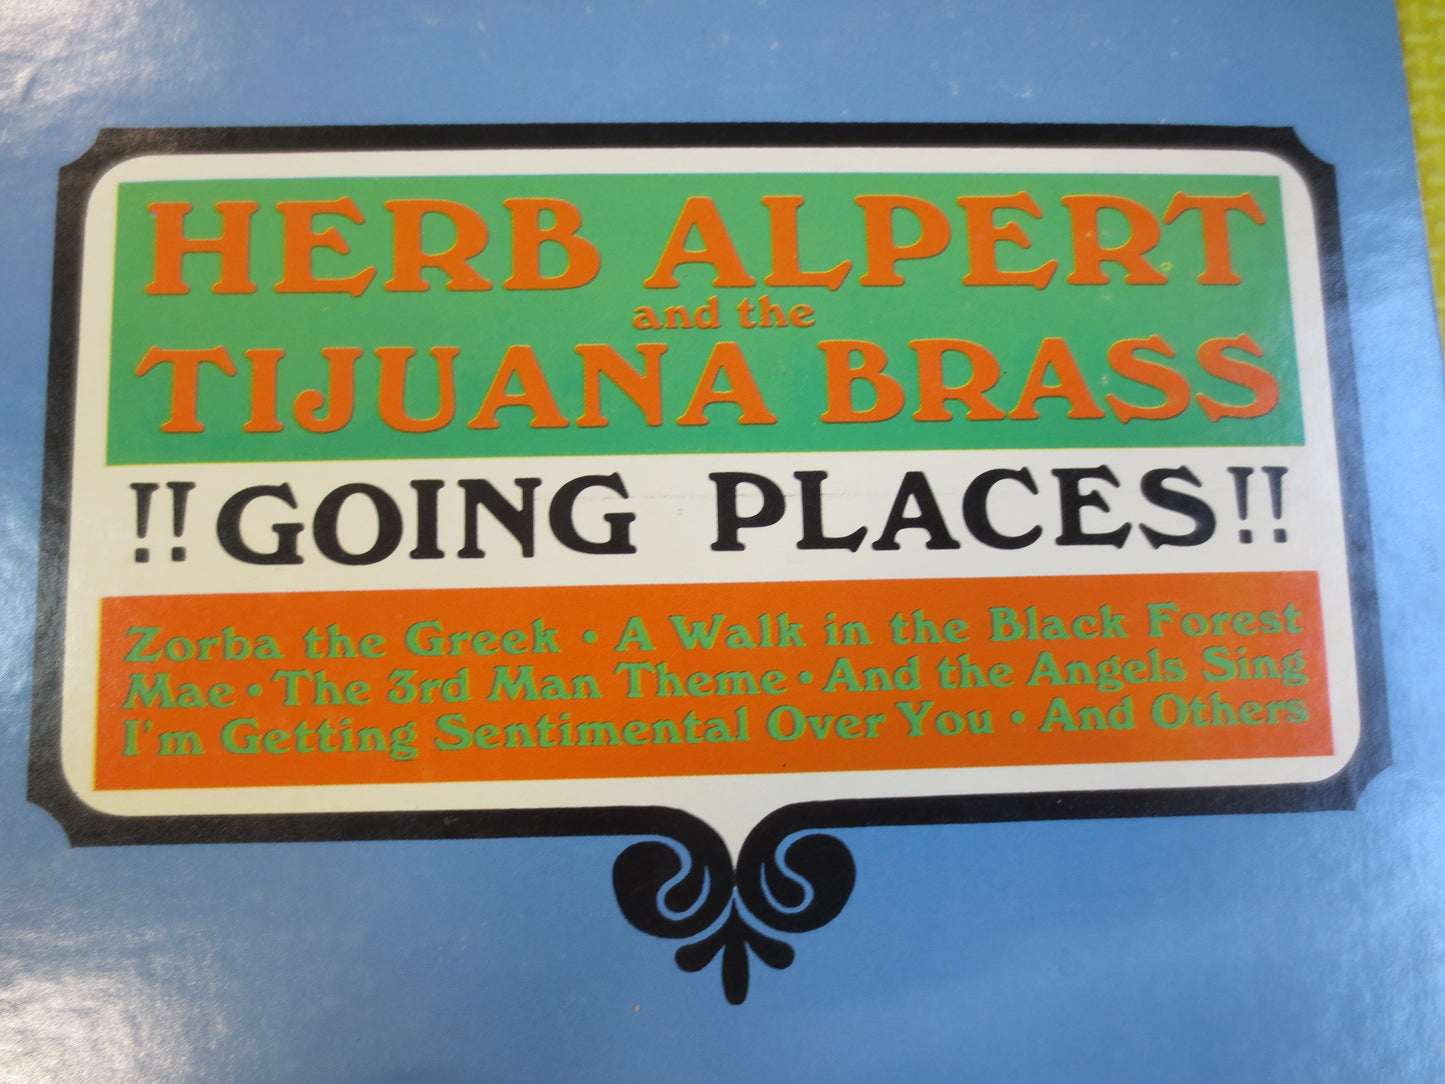 HERB ALPERT
and the
TIJUANA BRASS
!!GOING PLACES!!
Zorba the Greek • A Walk in the Black Forest
Mae • The 3rd Man Theme • And the Angels Sing
I'm Getting Sentimental Over You • And Others